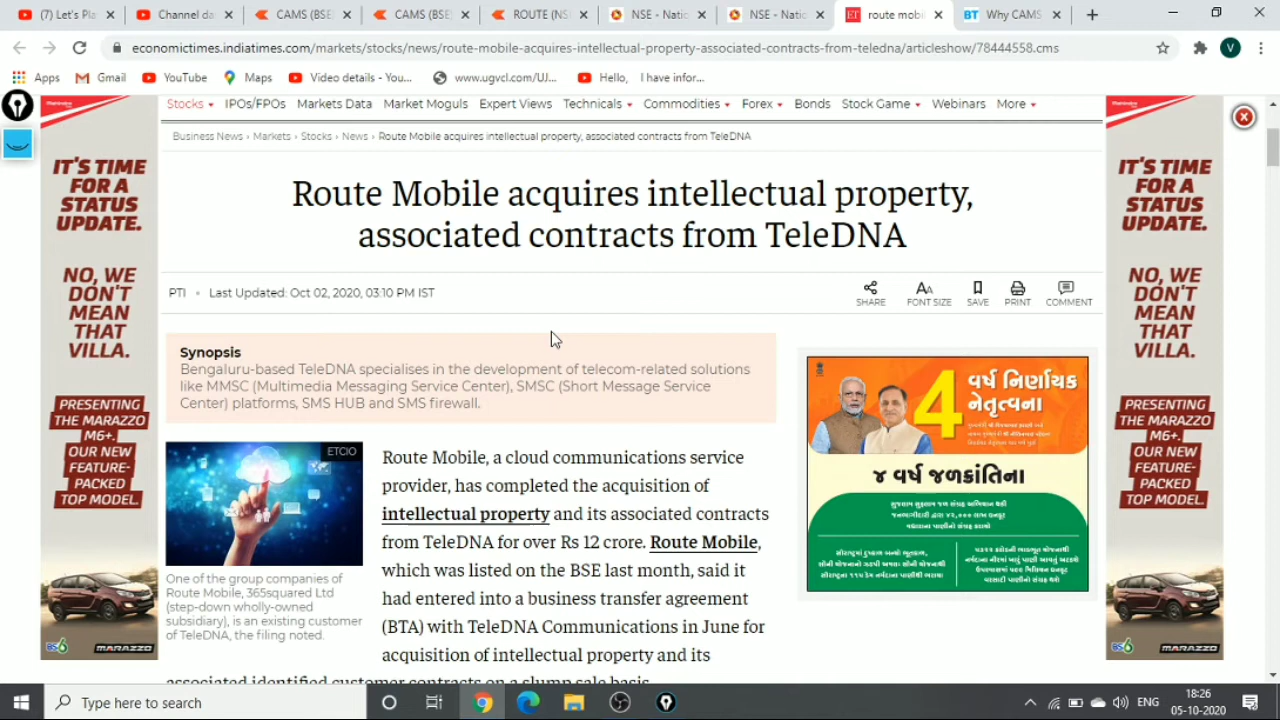 (7) Let's Pla
Channel da
CAMS (BSE
CAMS (BSE
ROUTE (NS
NSE - Natio
NSE - Natio
route mobi
Why CAMS
economictimes.indiatimes.com/markets/stocks/news/route-mobile-acquires-intellectual-property-associated-contracts-from-teledna/articleshow/78444558.cms
V
Apps
Gmail
YouTube
Maps
Video details - You...
www.ugvcl.com/UJ...
Hello, I have infor...
Stocks
IPOs/FPOs
Markets Data
Market Moguls
Expert Views
Technicals
Commodities
Forex
Bonds
Stock Game
Webinars
More
Business News › Markets › Stocks › News › Route Mobile acquires intellectual property, associated contracts from TeleDNA
IT'S TIME
FOR A
STATUS
UPDATE.
NO, WE
DON'T
MEAN
THAT
VILLA.
PRESENTING
THE MARAZZO
M6+.
OUR NEW
FEATURE-
PACKED
TOP MODEL.
BS6
MARAZZO
Route Mobile acquires intellectual property,
associated contracts from TeleDNA
PTI • Last Updated: Oct 02, 2020, 03:10 PM IST
SHARE
FONT SIZE
SAVE
PRINT
COMMENT
Synopsis
Bengaluru-based TeleDNA specialises in the development of telecom-related solutions
like MMSC (Multimedia Messaging Service Center), SMSC (Short Message Service
center) platforms, SMS HUB and SMS firewall.
One of the group companies of
Route Mobile, 365squared
(step-down wholly-owned
subsidiary), is an existing customer
of TeleDNA, the filing noted.
Route Mobile, a cloud communications service
provider, has completed the acquisition of
intellectual property and its associated contracts
from TeleDNA for over Rs 12 crore. Route Mobile,
which was listed on the bourses last month, said it
had entered into a business transfer agreement
(BTA) with TeleDNA Communications in June for
acquisition of intellectual property and its
associated identified customer contracts on a slump sale basis.
4 વર્ષ નિર્ણાયક
નેતૃત્વના
૪ વર્ષ જળક્રાંતિના
IT'S TIME
FOR A
STATUS
UPDATE.
NO, WE
DON'T
MEAN
THAT
VILLA.
PRESENTING
THE MARAZZO
M6+.
OUR NEW
FEATURE-
PACKED
TOP MODEL.
BS6
MARAZZO
Type here to search
ENG
18:26
05-10-2020